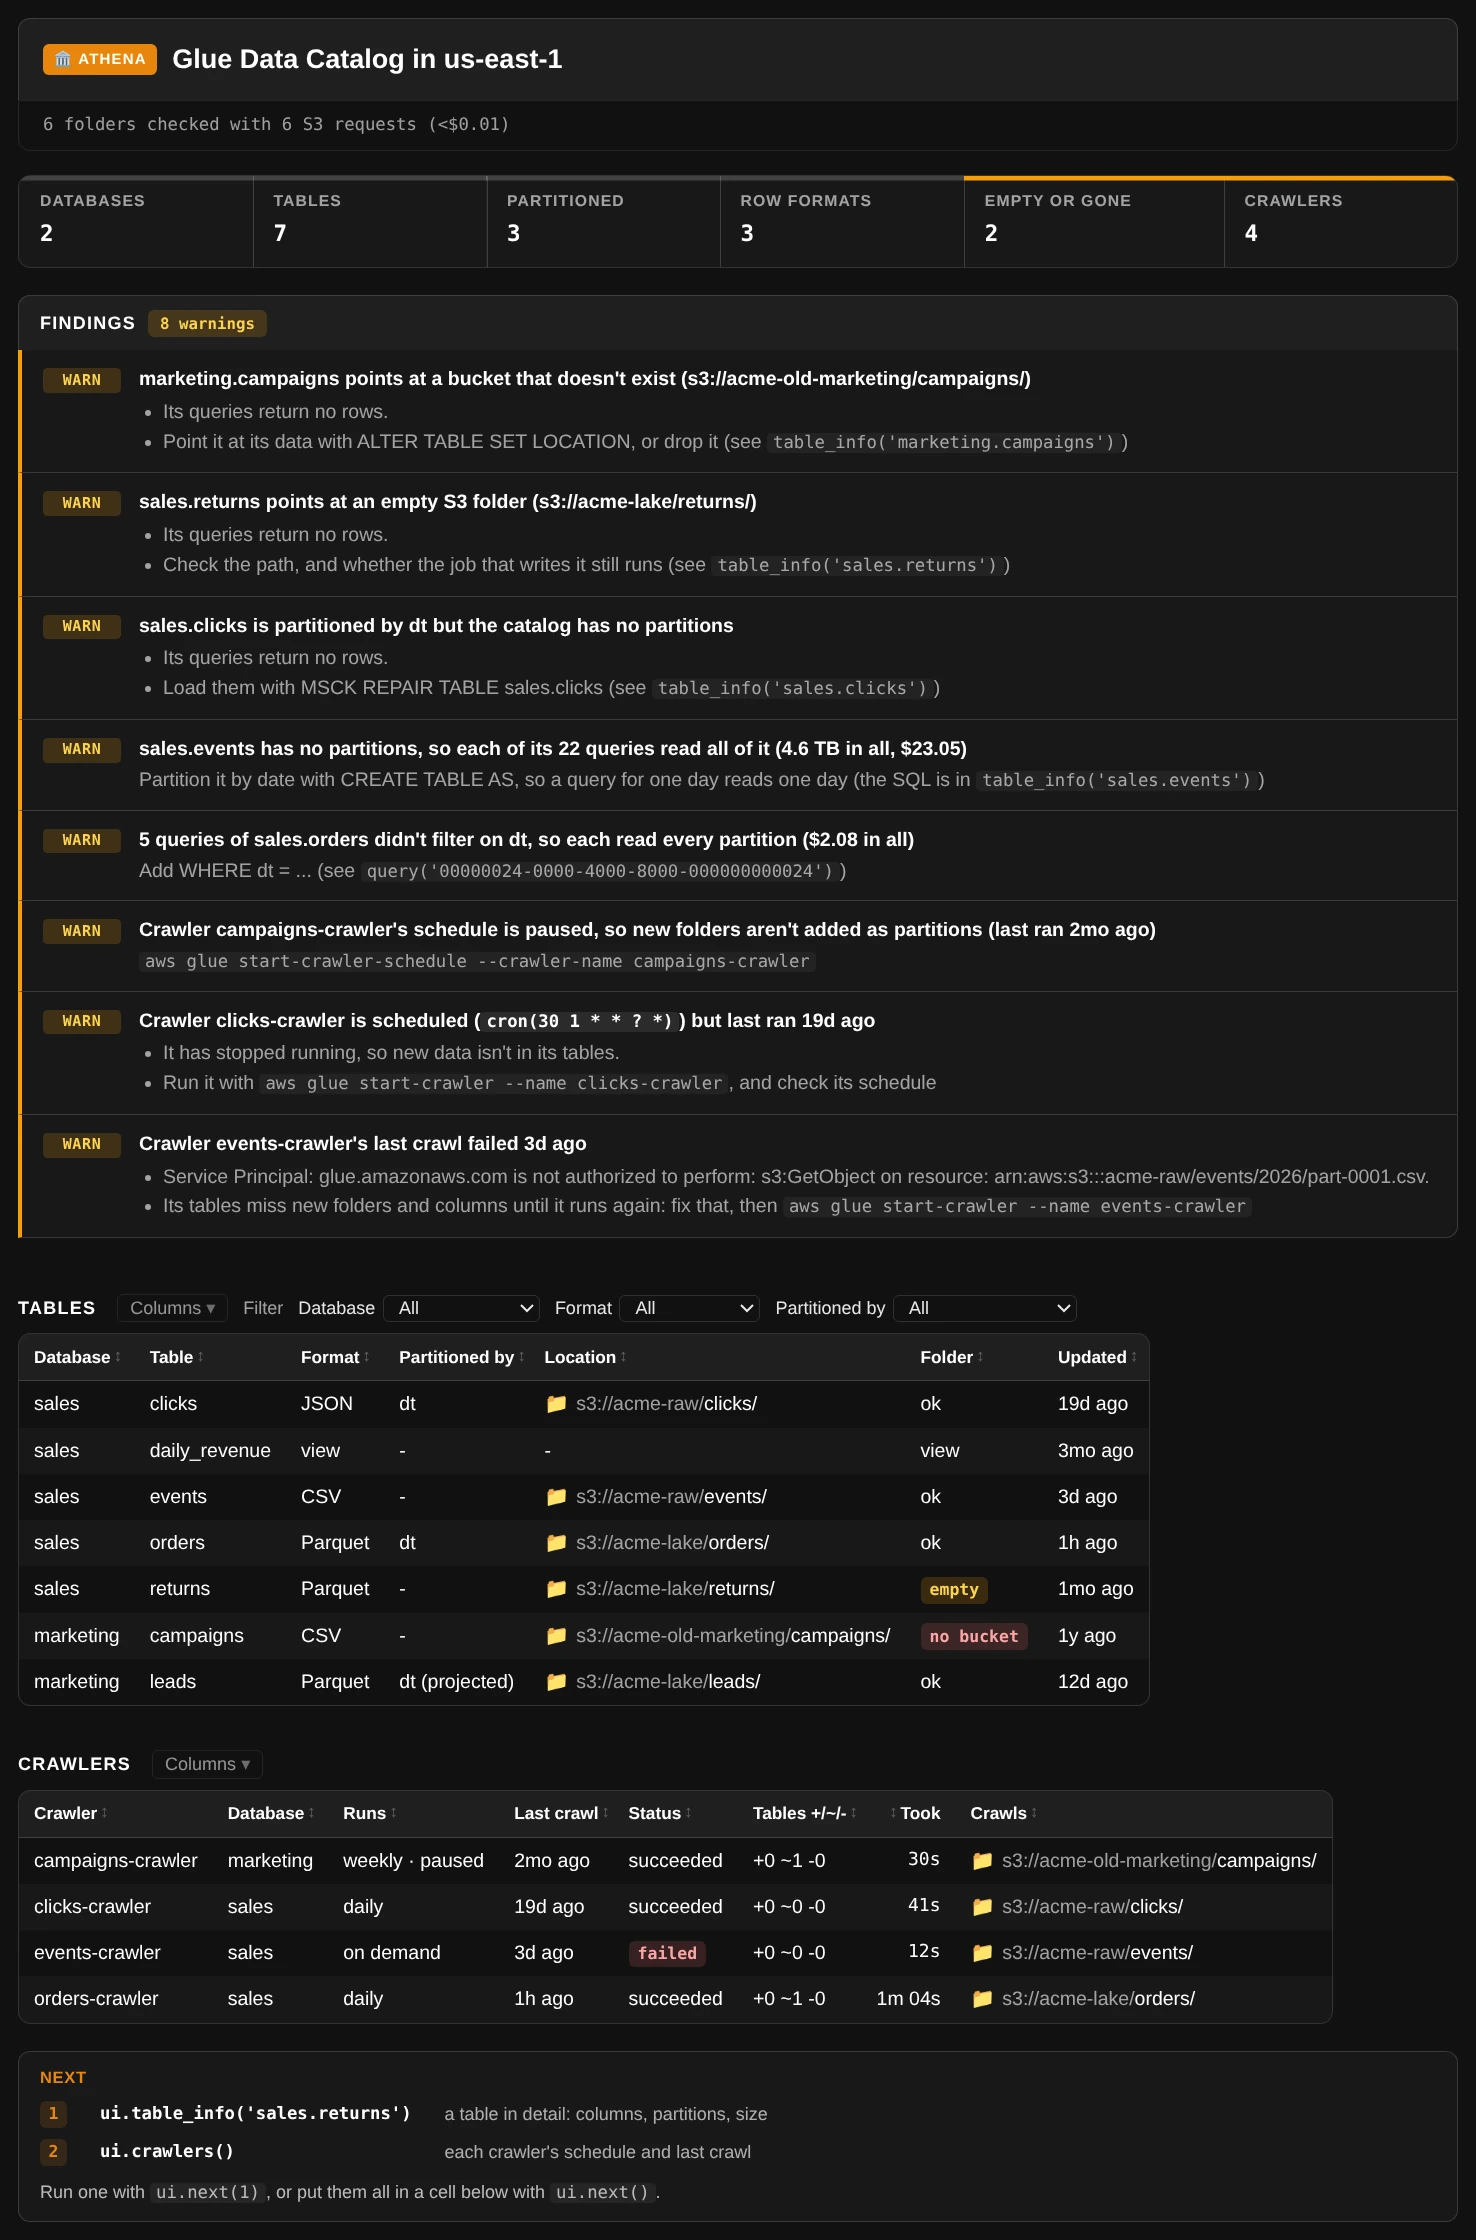 🏛️ ATHENA Glue Data Catalog in us-east-1
6 folders checked with 6 S3 requests (<$0.01)
DATABASES TABLES PARTITIONED ROW FORMATS EMPTY OR GONE CRAWLERS
2 7 3 3 2 4
FINDINGS 8 warnings
WARN marketing.campaigns points at a bucket that doesn't exist (s3://acme-old-marketing/campaigns/)
• Its queries return no rows.
• Point it at its data with ALTER TABLE SET LOCATION, or drop it (see table_info('marketing.campaigns'))
WARN sales.returns points at an empty S3 folder (s3://acme-lake/returns/)
• Its queries return no rows.
• Check the path, and whether the job that writes it still runs (see table_info('sales.returns'))
WARN sales.clicks is partitioned by dt but the catalog has no partitions
• Its queries return no rows.
• Load them with MSCK REPAIR TABLE sales.clicks (see table_info('sales.clicks'))
WARN sales.events has no partitions, so each of its 22 queries read all of it (4.6 TB in all, $23.05)
Partition it by date with CREATE TABLE AS, so a query for one day reads one day (the SQL is in table_info('sales.events'))
WARN 5 queries of sales.orders didn't filter on dt, so each read every partition ($2.08 in all)
Add WHERE dt = ... (see query('00000024-0000-4000-8000-000000000024'))
WARN Crawler campaigns-crawler's schedule is paused, so new folders aren't added as partitions (last ran 2mo ago)
aws glue start-crawler-schedule --crawler-name campaigns-crawler
WARN Crawler clicks-crawler is scheduled (cron(30 1 * * ? *)) but last ran 19d ago
• It has stopped running, so new data isn't in its tables.
• Run it with aws glue start-crawler --name clicks-crawler, and check its schedule
WARN Crawler events-crawler's last crawl failed 3d ago
• Service Principal: glue.amazonaws.com is not authorized to perform: s3:GetObject on resource: arn:aws:s3:::acme-raw/events/2026/part-0001.csv.
• Its tables miss new folders and columns until it runs again: fix that, then aws glue start-crawler --name events-crawler
TABLES Columns ▾ Filter Database All Format All Partitioned by All
Database ↕ Table ↕ Format ↕ Partitioned by ↕ Location ↕ Folder ↕ Updated ↕
sales clicks JSON dt 📁 s3://acme-raw/clicks/ ok 19d ago
sales daily_revenue view - - view 3mo ago
sales events CSV - 📁 s3://acme-raw/events/ ok 3d ago
sales orders Parquet dt 📁 s3://acme-lake/orders/ ok 1h ago
sales returns Parquet - 📁 s3://acme-lake/returns/ empty 1mo ago
marketing campaigns CSV - 📁 s3://acme-old-marketing/campaigns/ no bucket 1y ago
marketing leads Parquet dt (projected) 📁 s3://acme-lake/leads/ ok 12d ago
CRAWLERS Columns ▾
Crawler ↕ Database ↕ Runs ↕ Last crawl ↕ Status ↕ Tables +/~/- ↕ ↕ Took Crawls ↕
campaigns-crawler marketing weekly · paused 2mo ago succeeded +0 ~1 -0 30s 📁 s3://acme-old-marketing/campaigns/
clicks-crawler sales daily 19d ago succeeded +0 ~0 -0 41s 📁 s3://acme-raw/clicks/
events-crawler sales on demand 3d ago failed +0 ~0 -0 12s 📁 s3://acme-raw/events/
orders-crawler sales daily 1h ago succeeded +0 ~1 -0 1m 04s 📁 s3://acme-lake/orders/
NEXT
1 ui.table_info('sales.returns') a table in detail: columns, partitions, size
2 ui.crawlers() each crawler's schedule and last crawl
Run one with ui.next(1), or put them all in a cell below with ui.next().